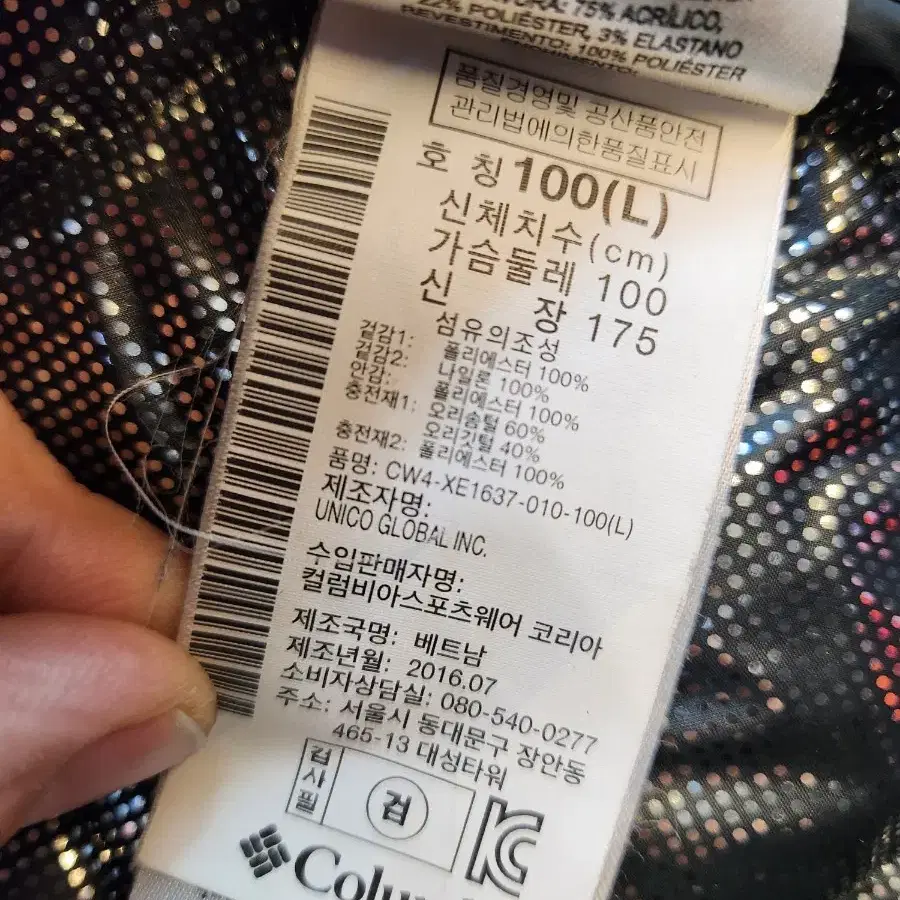 75% ACRÍLICO,
22% POLIÉSTER, 3% ELASTANO
REVESTIMENTO: 100% POLIÉSTER
품질경영및 공산품안전
관리법에의한품질표시
호 칭 100(L)
신체치수(cm)
가슴둘레 100
신 장 175
섬유의조성
겉감1: 폴리에스터 100%
겉감2: 나일론 100%
안감: 폴리에스터 100%
충전재1: 오리솜털 60%
오리깃털 40%
충전재2: 폴리에스터 100%
품명: CW4-XE1637-010-100(L)
제조자명:
UNICO GLOBAL INC.
수입판매자명:
컬럼비아스포츠웨어 코리아
제조국명: 베트남
제조년월: 2016.07
소비자상담실: 080-540-0277
주소: 서울시 동대문구 장안동
465-13 대성타워
검사필
검
KC